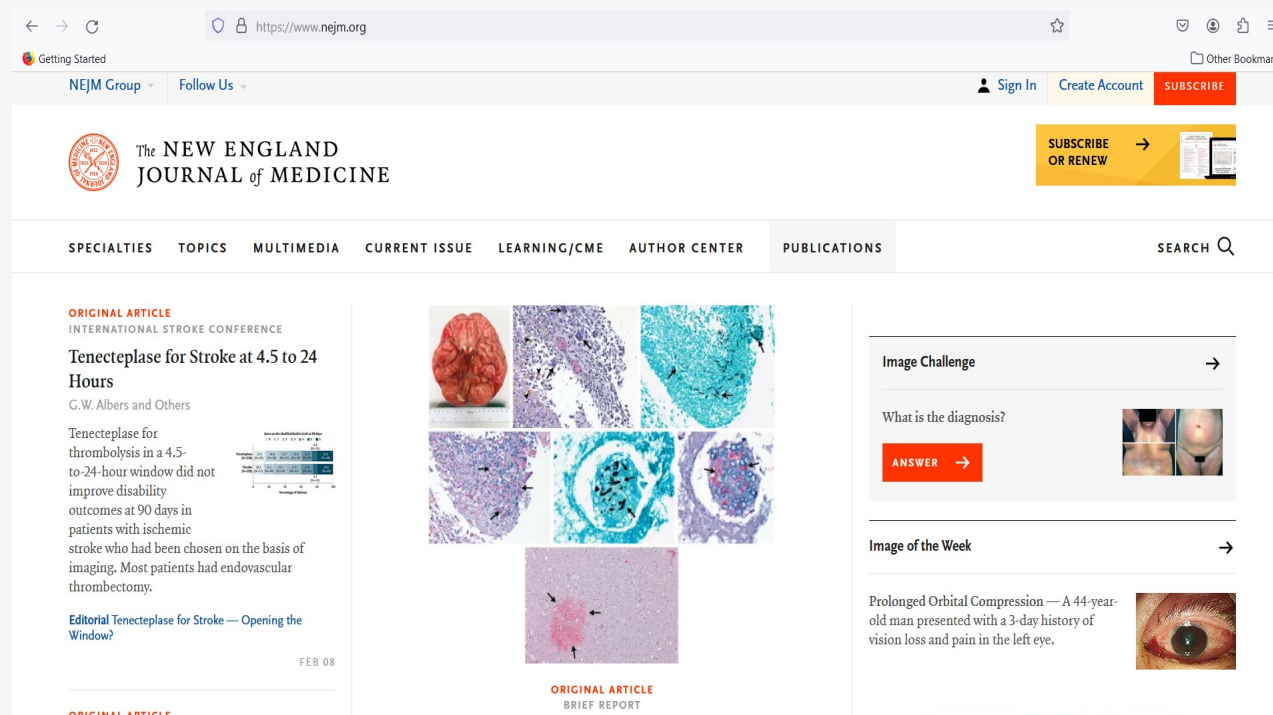 https://www.nejm.org
Getting Started
Other Bookmar
NEJM Group
Follow Us
Sign In
Create Account
SUBSCRIBE
The NEW ENGLAND
JOURNAL of MEDICINE
SUBSCRIBE
OR RENEW
SPECIALTIES
TOPICS
MULTIMEDIA
CURRENT ISSUE
LEARNING/CME
AUTHOR CENTER
PUBLICATIONS
SEARCH
ORIGINAL ARTICLE
INTERNATIONAL STROKE CONFERENCE
Tenecteplase for Stroke at 4.5 to 24
Hours
G.W. Albers and Others
Tenecteplase for
thrombolysis in a 4.5-
to-24-hour window did not
improve disability
outcomes at 90 days in
patients with ischemic
stroke who had been chosen on the basis of
imaging. Most patients had endovascular
thrombectomy.
Editorial Tenecteplase for Stroke — Opening the
Window?
FEB 08
ORIGINAL ARTICLE
ORIGINAL ARTICLE
BRIEF REPORT
Image Challenge
What is the diagnosis?
ANSWER
Image of the Week
Prolonged Orbital Compression — A 44-year-
old man presented with a 3-day history of
vision loss and pain in the left eye.